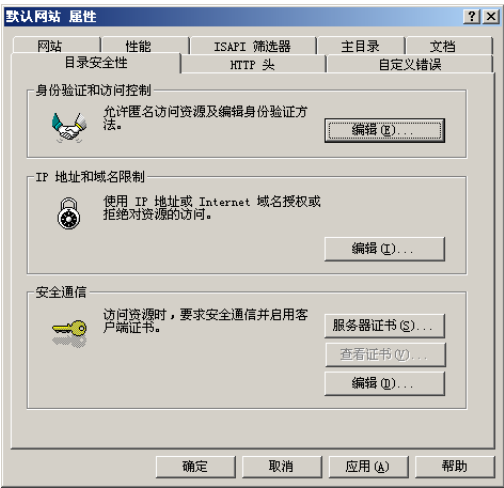 默认网站 属性
网站
性能
ISAPI 筛选器
主目录
文档
目录安全性
HTTP 头
自定义错误
身份验证和访问控制
允许匿名访问资源及编辑身份验证方
法。
编辑(E)...
IP 地址和域名限制
使用 IP 地址或 Internet 域名授权或
拒绝对资源的访问。
编辑(I)...
安全通信
访问资源时，要求安全通信并启用客
户端证书。
服务器证书(S)...
查看证书(V)...
编辑(D)...
确定
取消
应用(A)
帮助